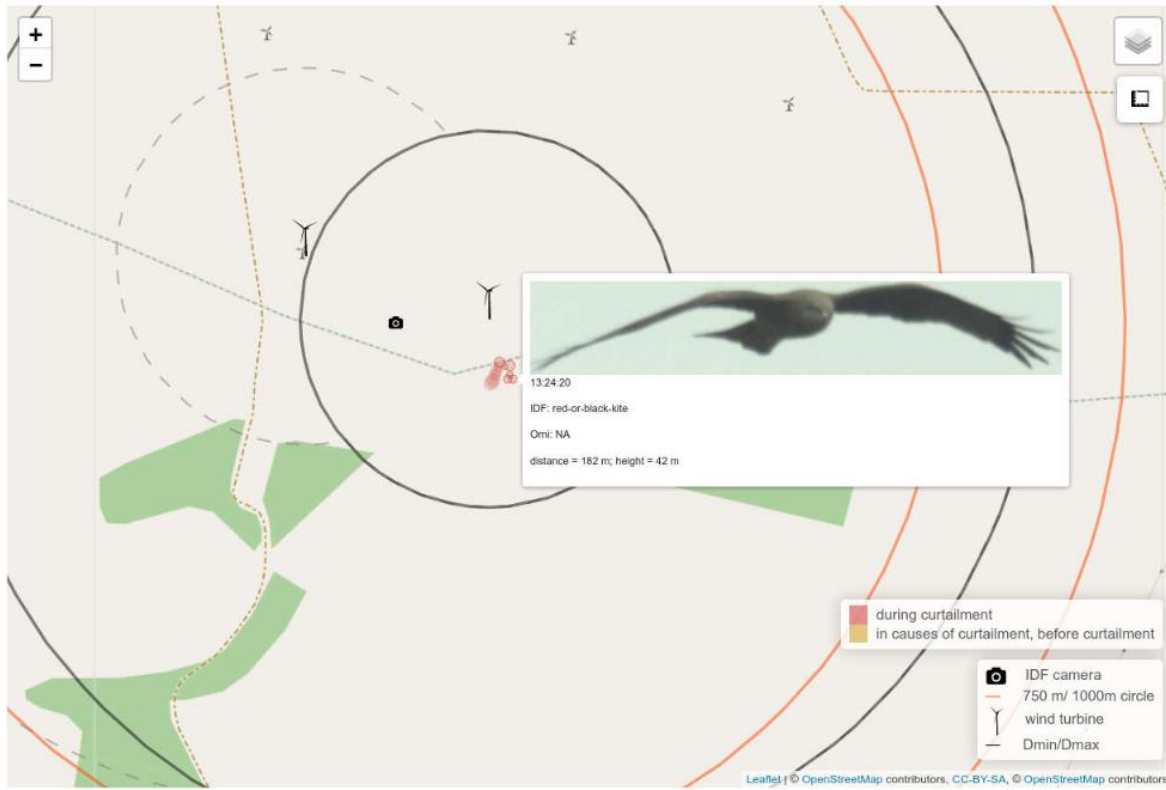 +
−
13:24:20
IDF: red-or-black-kite
Orni: NA
distance = 182 m; height = 42 m
during curtailment
in causes of curtailment, before curtailment
IDF camera
750 m/ 1000m circle
wind turbine
Dmin/Dmax
Leaflet | © OpenStreetMap contributors, CC-BY-SA, © OpenStreetMap contributors